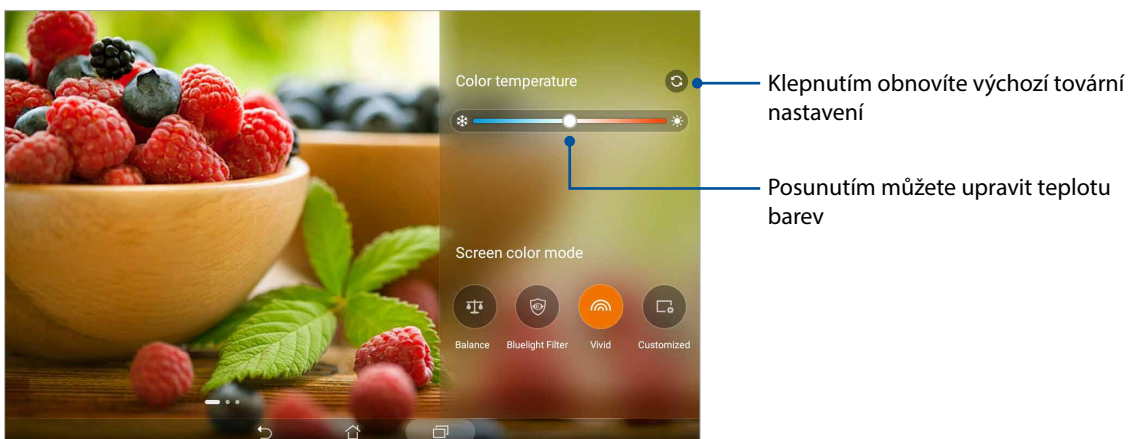 Color temperature
Klepnutím obnovíte výchozí tovární
nastavení
Posunutím můžete upravit teplotu
barev
Screen color mode
Balance
Bluelight Filter
Vivid
Customized